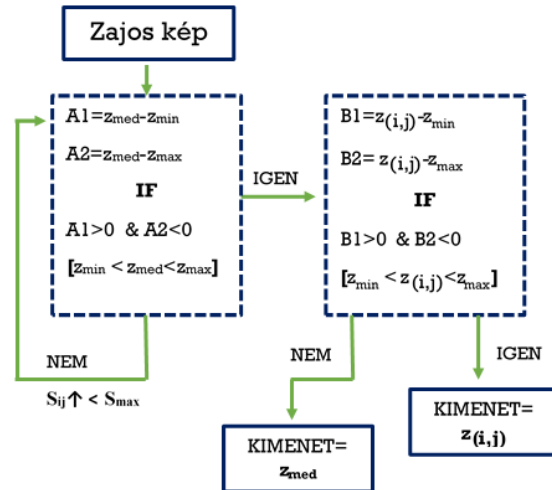 Zajos kép
A1=zmed-zmin
A2=zmed-zmax
IF
A1>0 & A2<0
[zmin < zmed<zmax]
IGEN
B1=z(i,j)-zmin
B2= z(i,j)-zmax
IF
B1>0 & B2<0
[zmin < z(i,j)<zmax]
NEM
Sij↑ < Smax
NEM
IGEN
KIMENET=
zmed
KIMENET=
z(i,j)